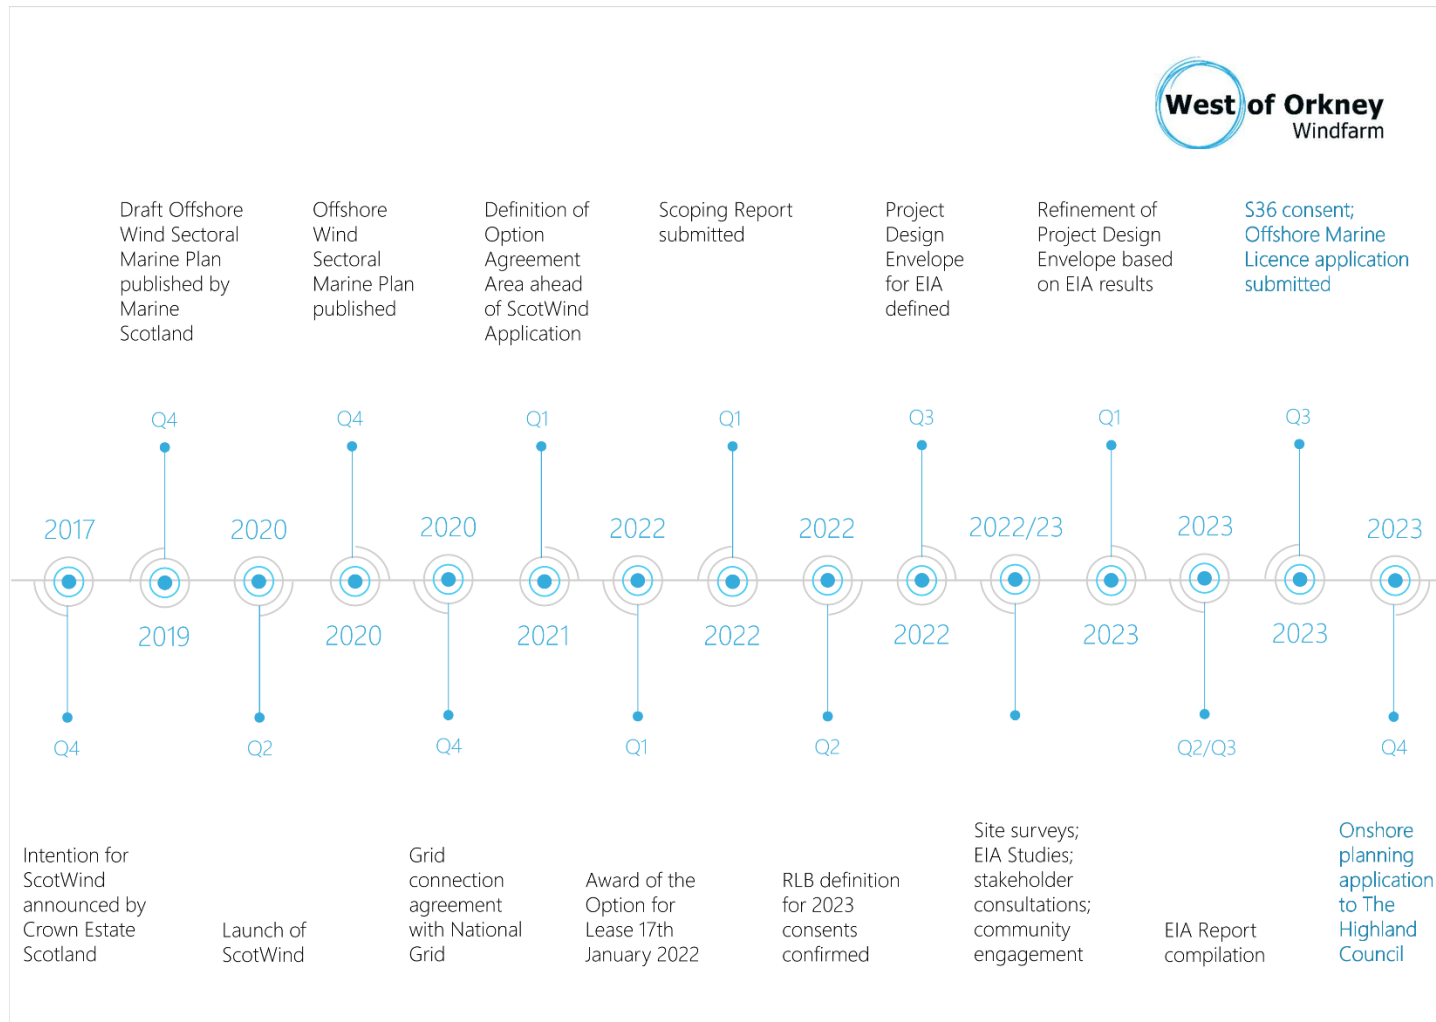 West of Orkney
Windfarm
Draft Offshore
Wind Sectoral
Marine Plan
published by
Marine
Scotland
Offshore
Wind
Sectoral
Marine Plan
published
Definition of
Option
Agreement
Area ahead
of ScotWind
Application
Scoping Report
submitted
Project
Design
Envelope
for EIA
defined
Refinement of
Project Design
Envelope based
on EIA results
S36 consent;
Offshore Marine
Licence application
submitted
Q4
Q4
Q1
Q1
Q3
Q1
Q3
2017
2020
2020
2022
2022
2022/23
2023
2023
2019
2020
2021
2022
2022
2023
2023
Q4
Q2
Q4
Q1
Q2
Q2/Q3
Q4
Intention for
ScotWind
announced by
Crown Estate
Scotland
Launch of
ScotWind
Grid
connection
agreement
with National
Grid
Award of the
Option for
Lease 17th
January 2022
RLB definition
for 2023
consents
confirmed
Site surveys;
EIA Studies;
stakeholder
consultations;
community
engagement
EIA Report
compilation
Onshore
planning
application
to The
Highland
Council